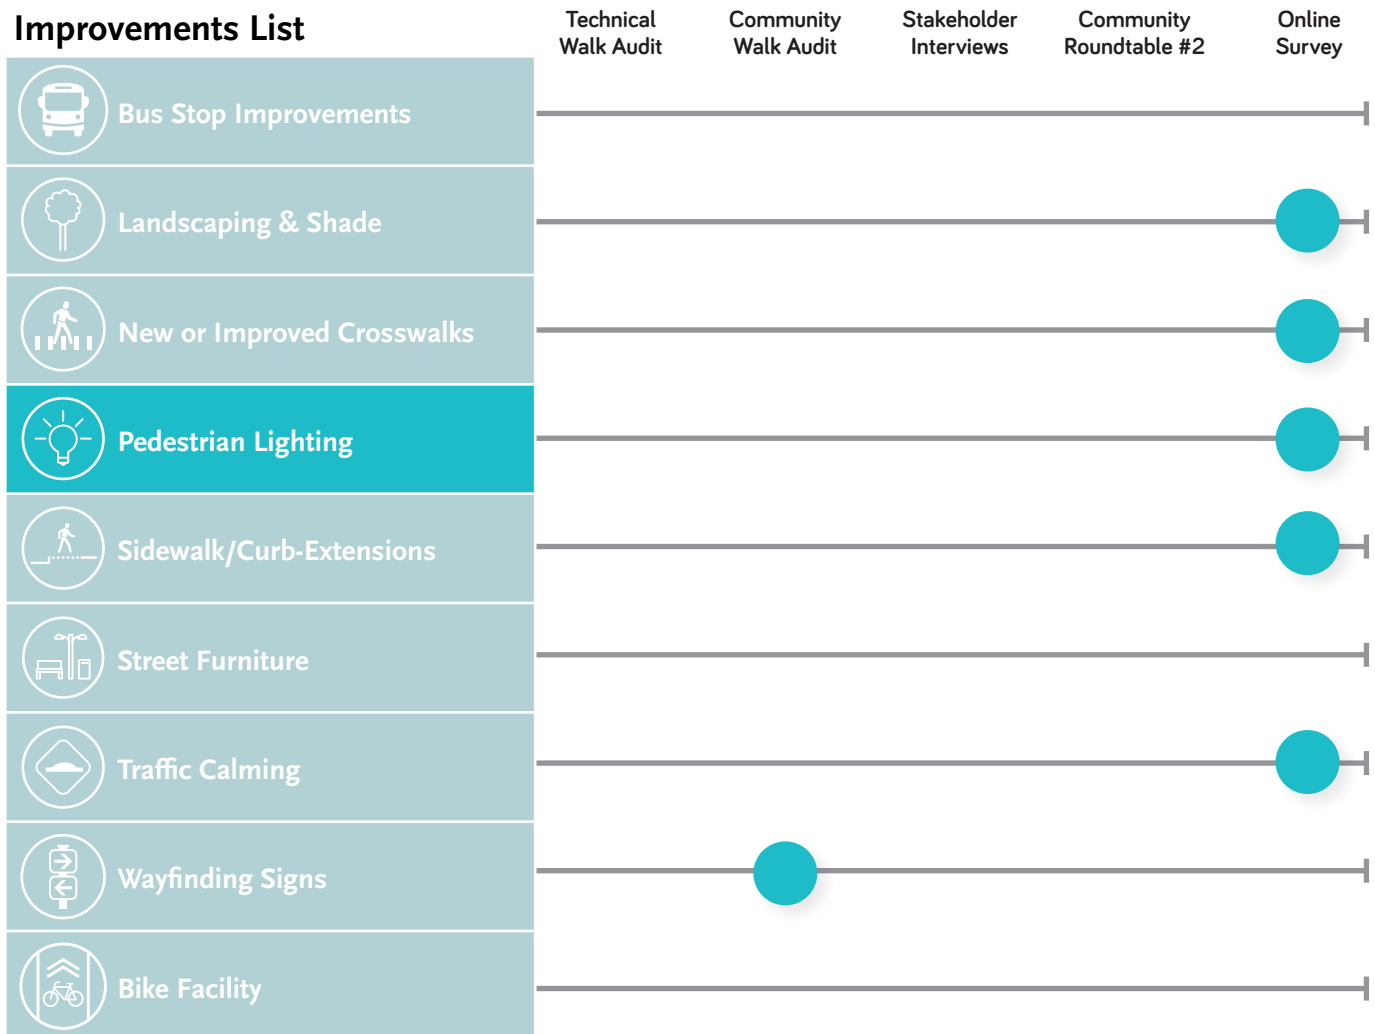 Improvements List
Technical
Walk Audit
Community
Walk Audit
Stakeholder
Interviews
Community
Roundtable #2
Online
Survey
Bus Stop Improvements
Landscaping & Shade
New or Improved Crosswalks
Pedestrian Lighting
Sidewalk/Curb-Extensions
Street Furniture
Traffic Calming
Wayfinding Signs
Bike Facility